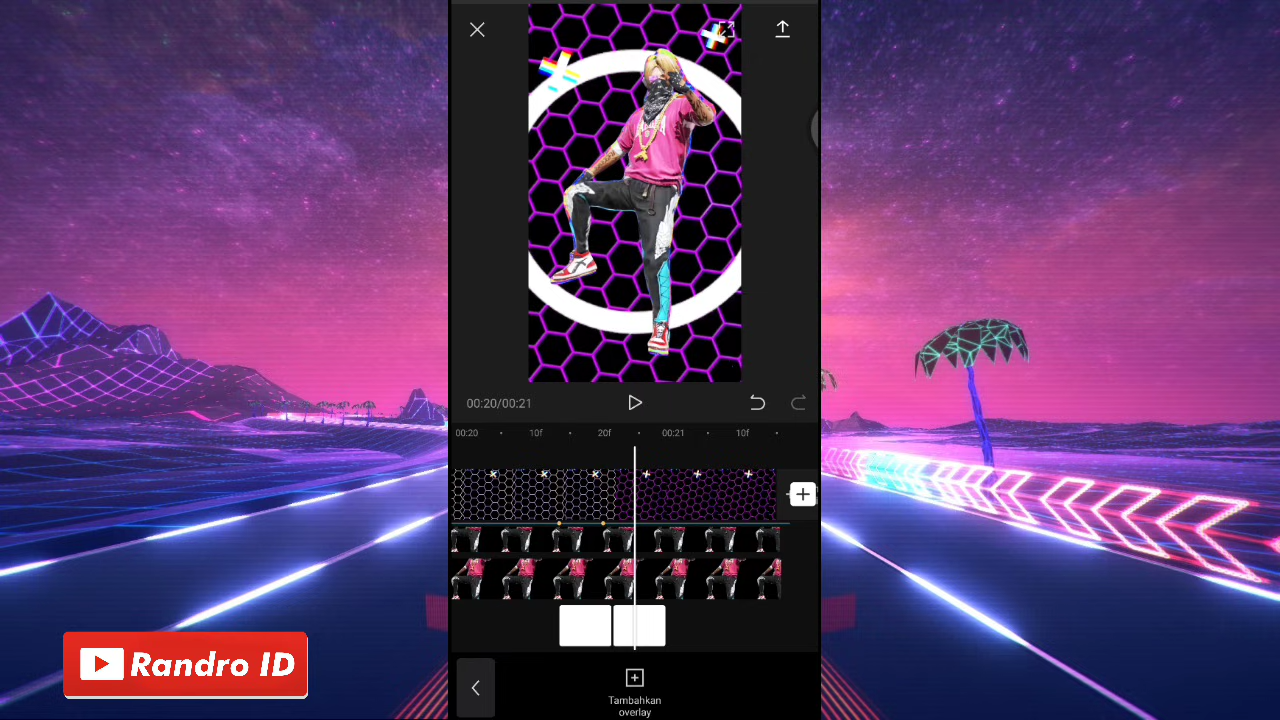 00:20/00:21
00:20
10f
20f
00:21
10f
Tambahkan
overlay
Randro ID